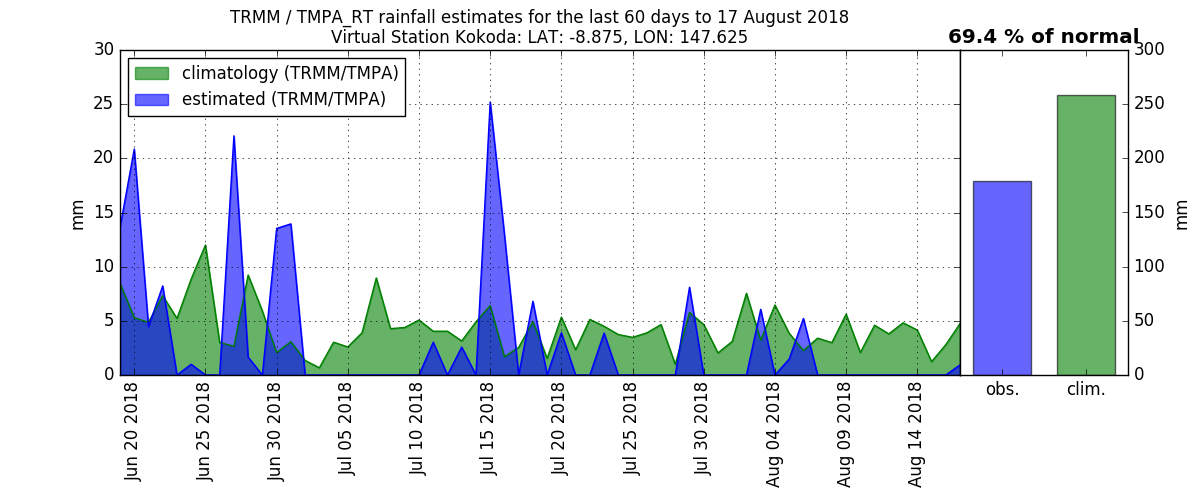 TRMM / TMPA_RT rainfall estimates for the last 60 days to 17 August 2018
Virtual Station Kokoda: LAT: -8.875, LON: 147.625
69.4 % of normal
climatology (TRMM/TMPA)
estimated (TRMM/TMPA)
30
25
20
15
10
5
0
mm
Jun 20 2018
Jun 25 2018
Jun 30 2018
Jul 05 2018
Jul 10 2018
Jul 15 2018
Jul 20 2018
Jul 25 2018
Jul 30 2018
Aug 04 2018
Aug 09 2018
Aug 14 2018
obs.
clim.
300
250
200
150
100
50
0
mm